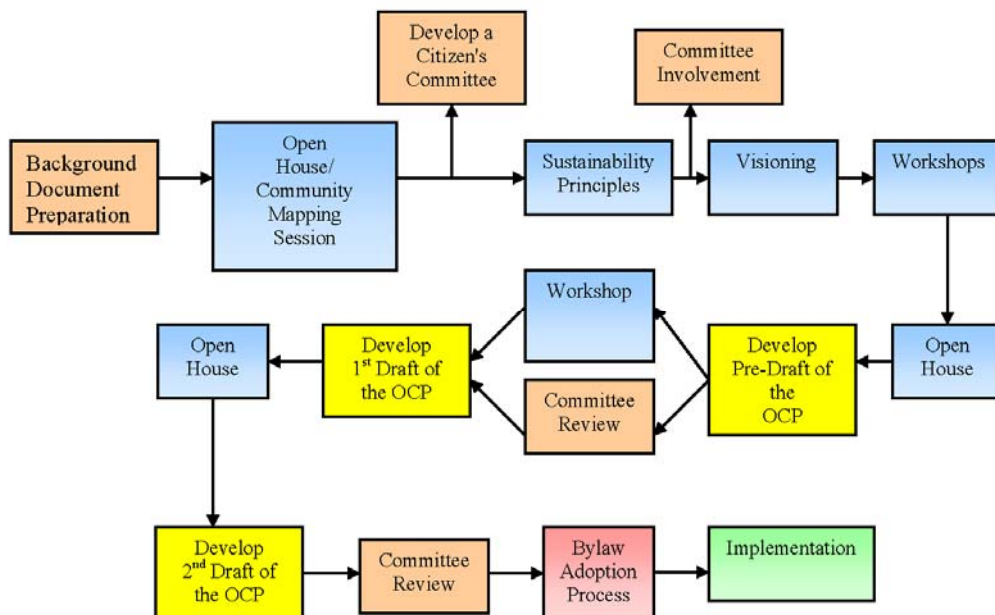 Develop a
Citizen's
Committee
Committee
Involvement
Background
Document
Preparation
Open
House/
Community
Mapping
Session
Sustainability
Principles
Visioning
Workshops
Open
House
Develop
Pre-Draft of
the
OCP
Workshop
Committee
Review
Develop
1st Draft of
the OCP
Open
House
Develop
2nd Draft of
the OCP
Committee
Review
Bylaw
Adoption
Process
Implementation